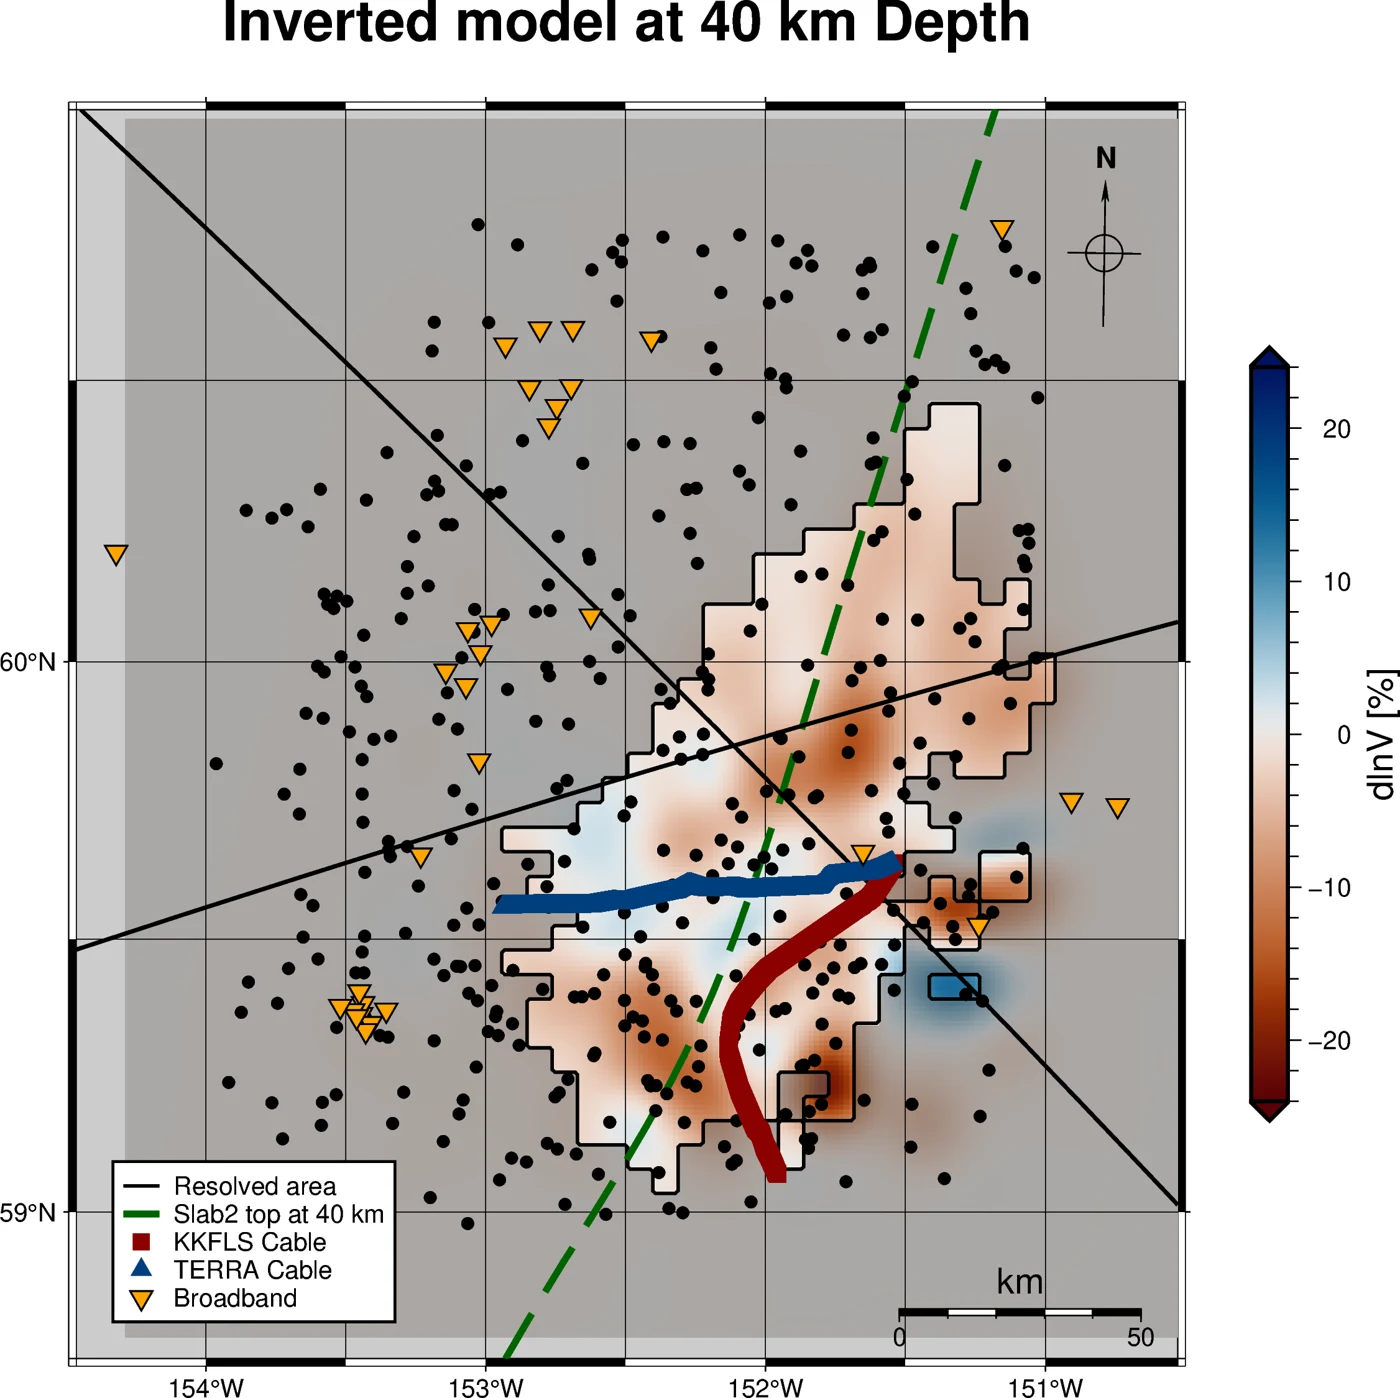 Inverted model at 40 km Depth
N
20
10
0
−10
−20
dlnV [%]
60°N
59°N
Resolved area
Slab2 top at 40 km
KKFLS Cable
TERRA Cable
Broadband
km
0 50
154°W 153°W 152°W 151°W